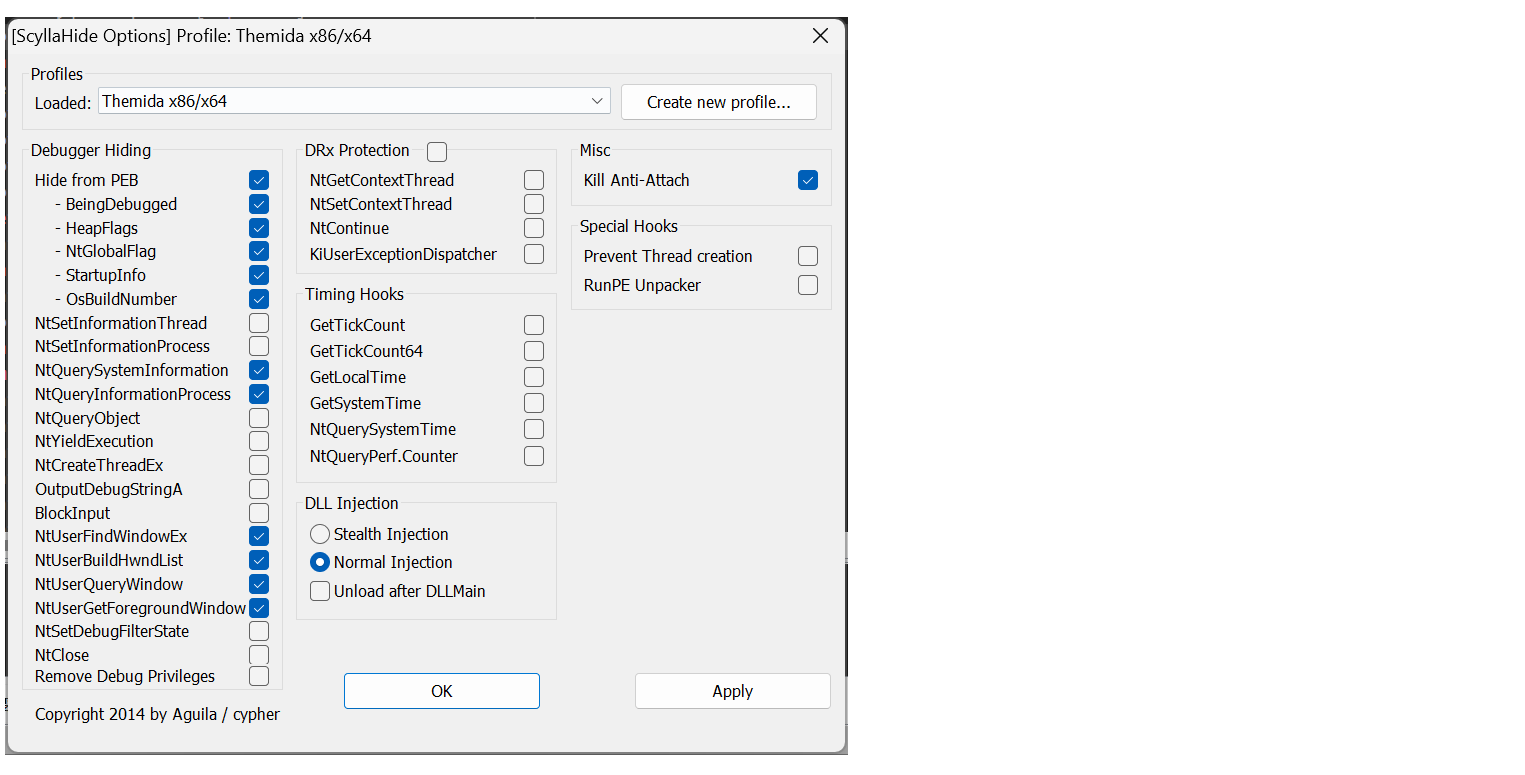 [ScyllaHide Options] Profile: Themida x86/x64
Profiles
Loaded:
Themida x86/x64
Create new profile...
Debugger Hiding
Hide from PEB
- BeingDebugged
- HeapFlags
- NtGlobalFlag
- StartupInfo
- OsBuildNumber
NtSetInformationThread
NtSetInformationProcess
NtQuerySystemInformation
NtQueryInformationProcess
NtQueryObject
NtYieldExecution
NtCreateThreadEx
OutputDebugStringA
BlockInput
NtUserFindWindowEx
NtUserBuildHwndList
NtUserQueryWindow
NtUserGetForegroundWindow
NtSetDebugFilterState
NtClose
Remove Debug Privileges
DRx Protection
NtGetContextThread
NtSetContextThread
NtContinue
KiUserExceptionDispatcher
Timing Hooks
GetTickCount
GetTickCount64
GetLocalTime
GetSystemTime
NtQuerySystemTime
NtQueryPerf.Counter
DLL Injection
Stealth Injection
Normal Injection
Unload after DLLMain
Misc
Kill Anti-Attach
Special Hooks
Prevent Thread creation
RunPE Unpacker
OK
Apply
Copyright 2014 by Aguila / cypher